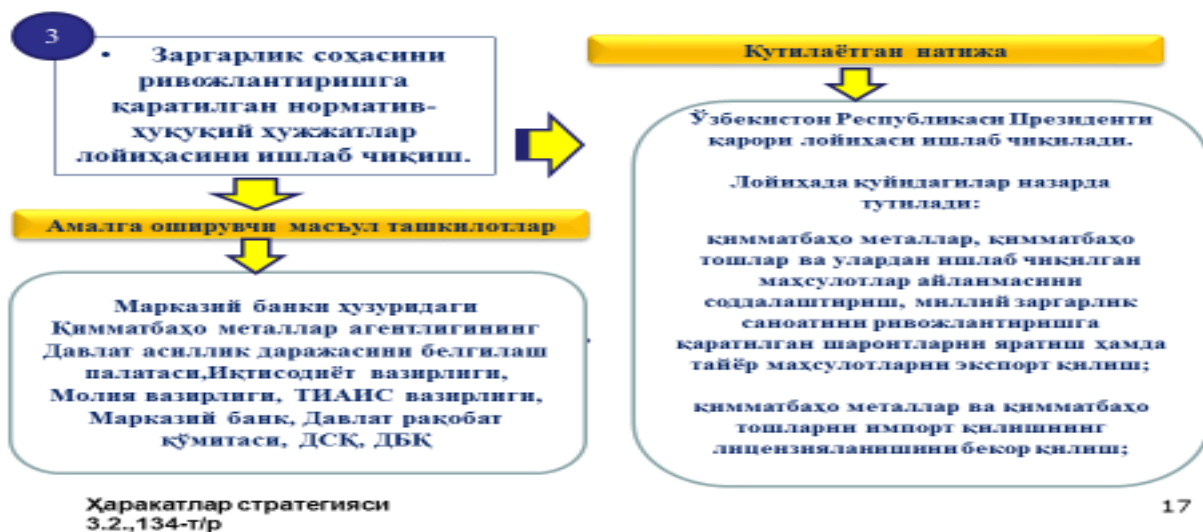 3
• Заргарлик соҳасини
ривожлантиришга
қаратилган норматив-
ҳуқуқий ҳужжатлар
лойиҳасини ишлаб чиқиш.
Амалга оширувчи масъул ташкилотлар
Марказий банки ҳузуридаги
Қимматбаҳо металлар агентлигининг
Давлат асиллик даражасини белгилаш
палатаси,Иқтисодиёт вазирлиги,
Молия вазирлиги, ТИАИС вазирлиги,
Марказий банк, Давлат рақобат
қўмитаси, ДСҚ, ДБҚ
Кутилаётган натижа
Ўзбекистон Республикаси Президенти
қарори лойиҳаси ишлаб чиқилади.
Лойиҳада қуйидагилар назарда
тутилади:
қимматбаҳо металлар, қимматбаҳо
тошлар ва улардан ишлаб чиқилган
маҳсулотлар айланмасини
соддалаштириш, миллий заргарлик
саноатини ривожлантиришга
қаратилган шароитларни яратиш ҳамда
тайёр маҳсулотларни экспорт қилиш;
қимматбаҳо металлар ва қимматбаҳо
тошларни импорт қилишнинг
лицензияланишини бекор қилиш;
Ҳаракатлар стратегияси
3.2.,134-т/р
17